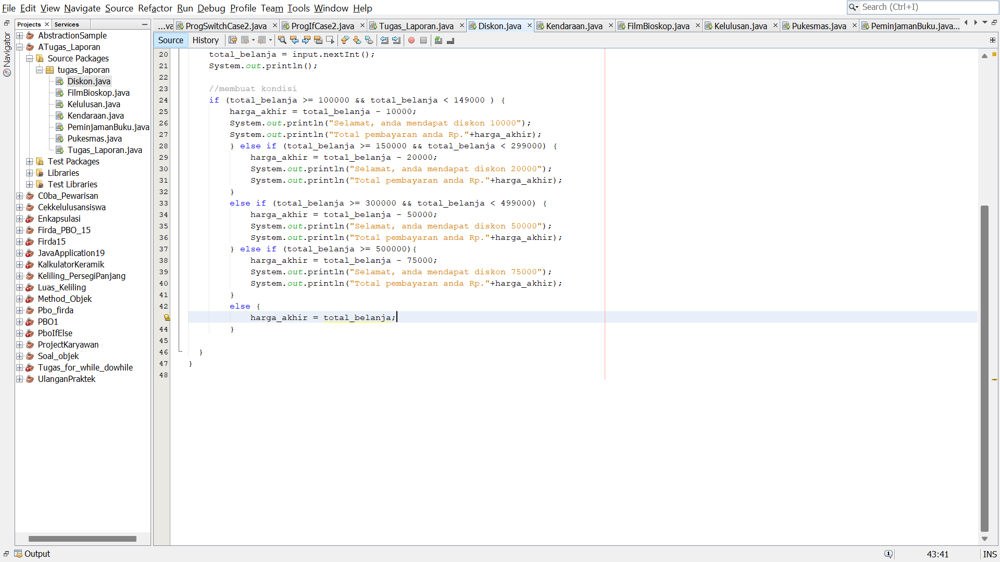 File Edit View Navigate Source Refactor Run Debug Profile Team Tools Window Help
Search (Ctrl+I)
Projects Services
Navigator
AbstractionSample
ATugas_Laporan
Source Packages
tugas_laporan
Diskon.java
FilmBioskop.java
Kelulusan.java
Kendaraan.java
PeminjamanBuku.java
Pukesmas.java
Tugas_Laporan.java
Test Packages
Libraries
Test Libraries
C0ba_Pewarisan
Cekkelulusansiswa
Enkapsulasi
Firda_PBO_15
Firda15
JavaApplication19
KalkulatorKeramik
Keliling_PersegiPanjang
Luas_Keliling
Method_Objek
Pbo_firda
PBO1
PboIfElse
ProjectKaryawan
Soal_objek
Tugas_for_while_dowhile
UlanganPraktek
...va ProgSwitchCase2.java ProgIfCase2.java Tugas_Laporan.java Diskon.java Kendaraan.java FilmBioskop.java Kelulusan.java Pukesmas.java PeminjamanBuku.java...
Source History
20 total_belanja = input.nextInt();
21 System.out.println();
22
23 //membuat kondisi
24 if (total_belanja >= 100000 && total_belanja < 149000 ) {
25 harga_akhir = total_belanja - 10000;
26 System.out.println("Selamat, anda mendapat diskon 10000");
27 System.out.println("Total pembayaran anda Rp."+harga_akhir);
28 } else if (total_belanja >= 150000 && total_belanja < 299000) {
29 harga_akhir = total_belanja - 20000;
30 System.out.println("Selamat, anda mendapat diskon 20000");
31 System.out.println("Total pembayaran anda Rp."+harga_akhir);
32 }
33 else if (total_belanja >= 300000 && total_belanja < 499000) {
34 harga_akhir = total_belanja - 50000;
35 System.out.println("Selamat, anda mendapat diskon 50000");
36 System.out.println("Total pembayaran anda Rp."+harga_akhir);
37 } else if (total_belanja >= 500000){
38 harga_akhir = total_belanja - 75000;
39 System.out.println("Selamat, anda mendapat diskon 75000");
40 System.out.println("Total pembayaran anda Rp."+harga_akhir);
41 }
42 else {
harga_akhir = total_belanja;
44 }
45
46 }
47 }
48
Output
1 43:41 INS